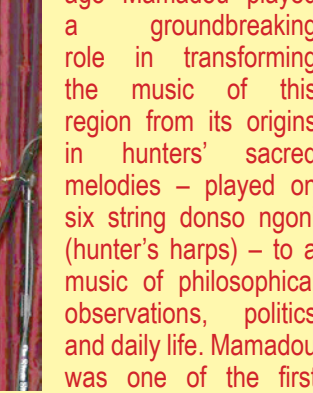 age Mamadou played
a groundbreaking
role in transforming
the music of this
region from its origins
in hunters' sacred
melodies – played on
six string donso ngon
(hunter's harps) – to a
music of philosophica
observations, politics
and daily life. Mamadou
was one of the first